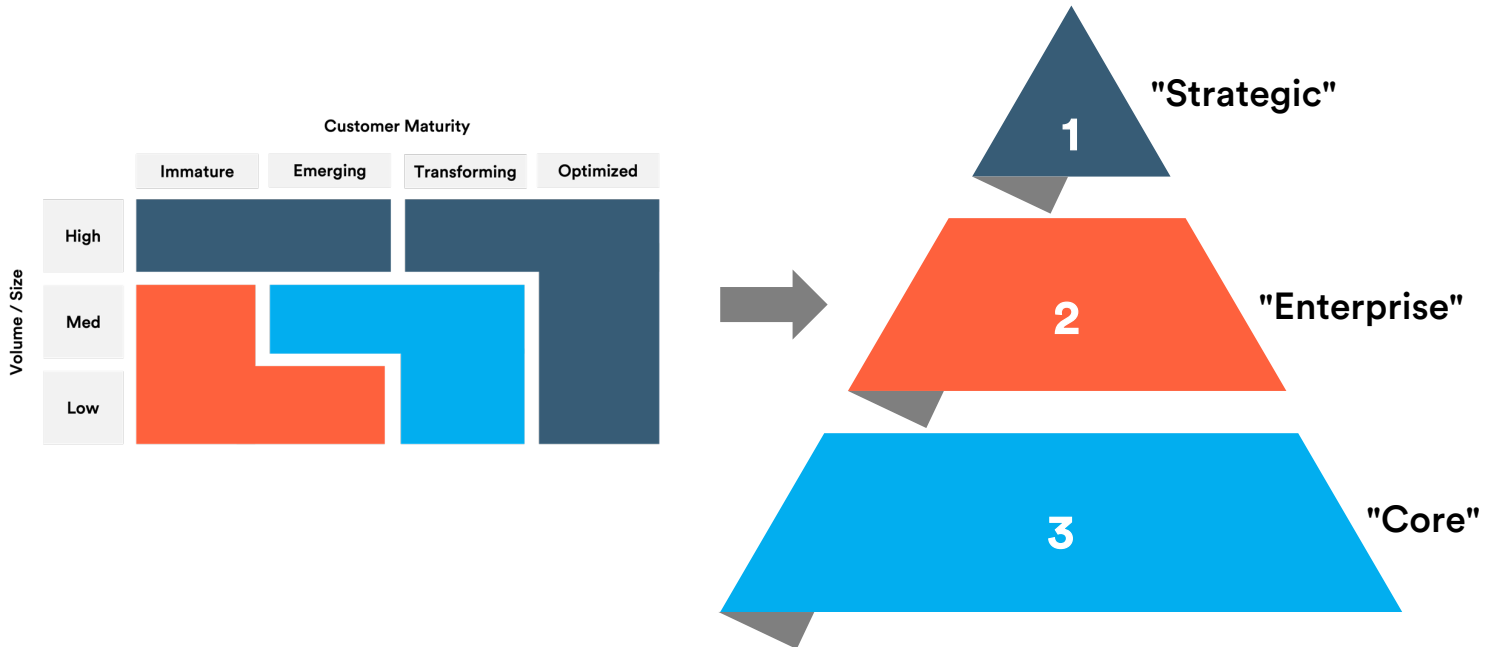 Customer Maturity
Immature
Emerging
Transforming
Optimized
Volume / Size
High
Med
Low
1
"Strategic"
2
"Enterprise"
3
"Core"